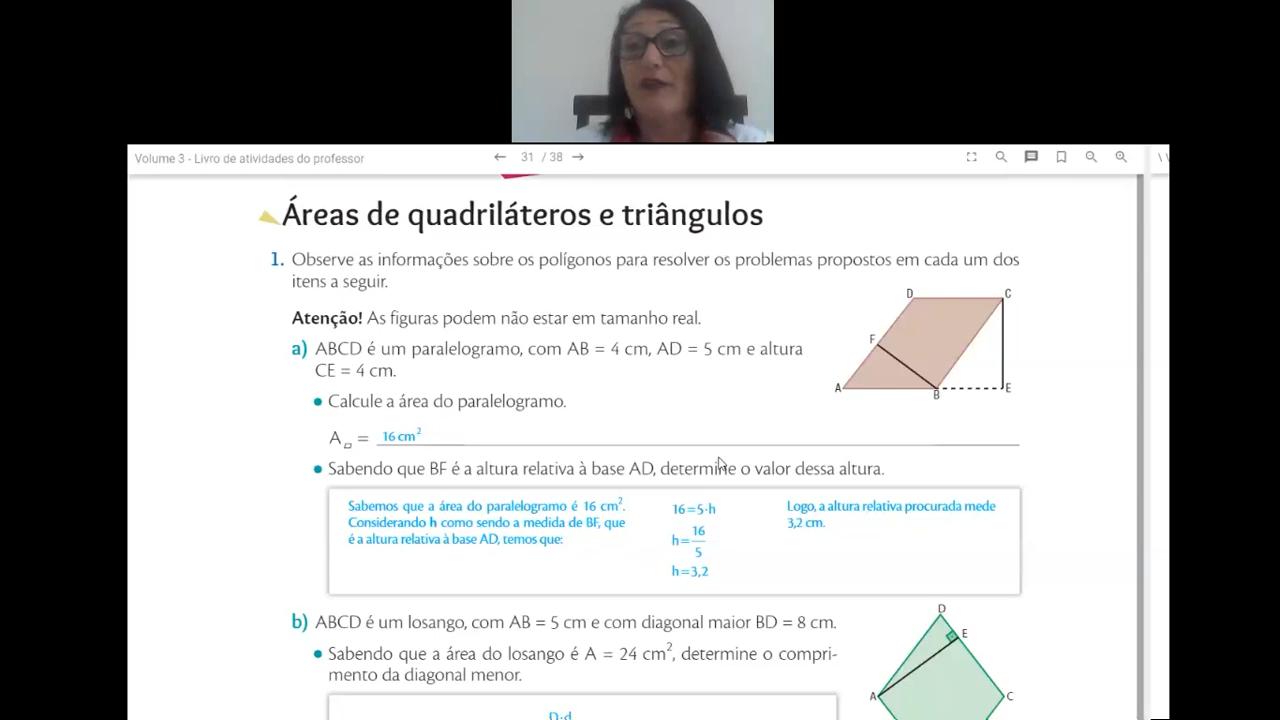 Volume 3 - Livro de atividades do professor
31 / 38
Áreas de quadriláteros e triângulos
1. Observe as informações sobre os polígonos para resolver os problemas propostos em cada um dos
itens a seguir.
Atenção! As figuras podem não estar em tamanho real.
a) ABCD é um paralelogramo, com AB = 4 cm, AD = 5 cm e altura
CE = 4 cm.
D
C
F
A
B
E
• Calcule a área do paralelogramo.
A▱ = 16 cm²
• Sabendo que BF é a altura relativa à base AD, determine o valor dessa altura.
Sabemos que a área do paralelogramo é 16 cm².
Considerando h como sendo a medida de BF, que
é a altura relativa à base AD, temos que:
16=5·h
h=16/5
h=3,2
Logo, a altura relativa procurada mede
3,2 cm.
b) ABCD é um losango, com AB = 5 cm e com diagonal maior BD = 8 cm.
• Sabendo que a área do losango é A = 24 cm², determine o compri-
mento da diagonal menor.
D·d
D
E
A
C